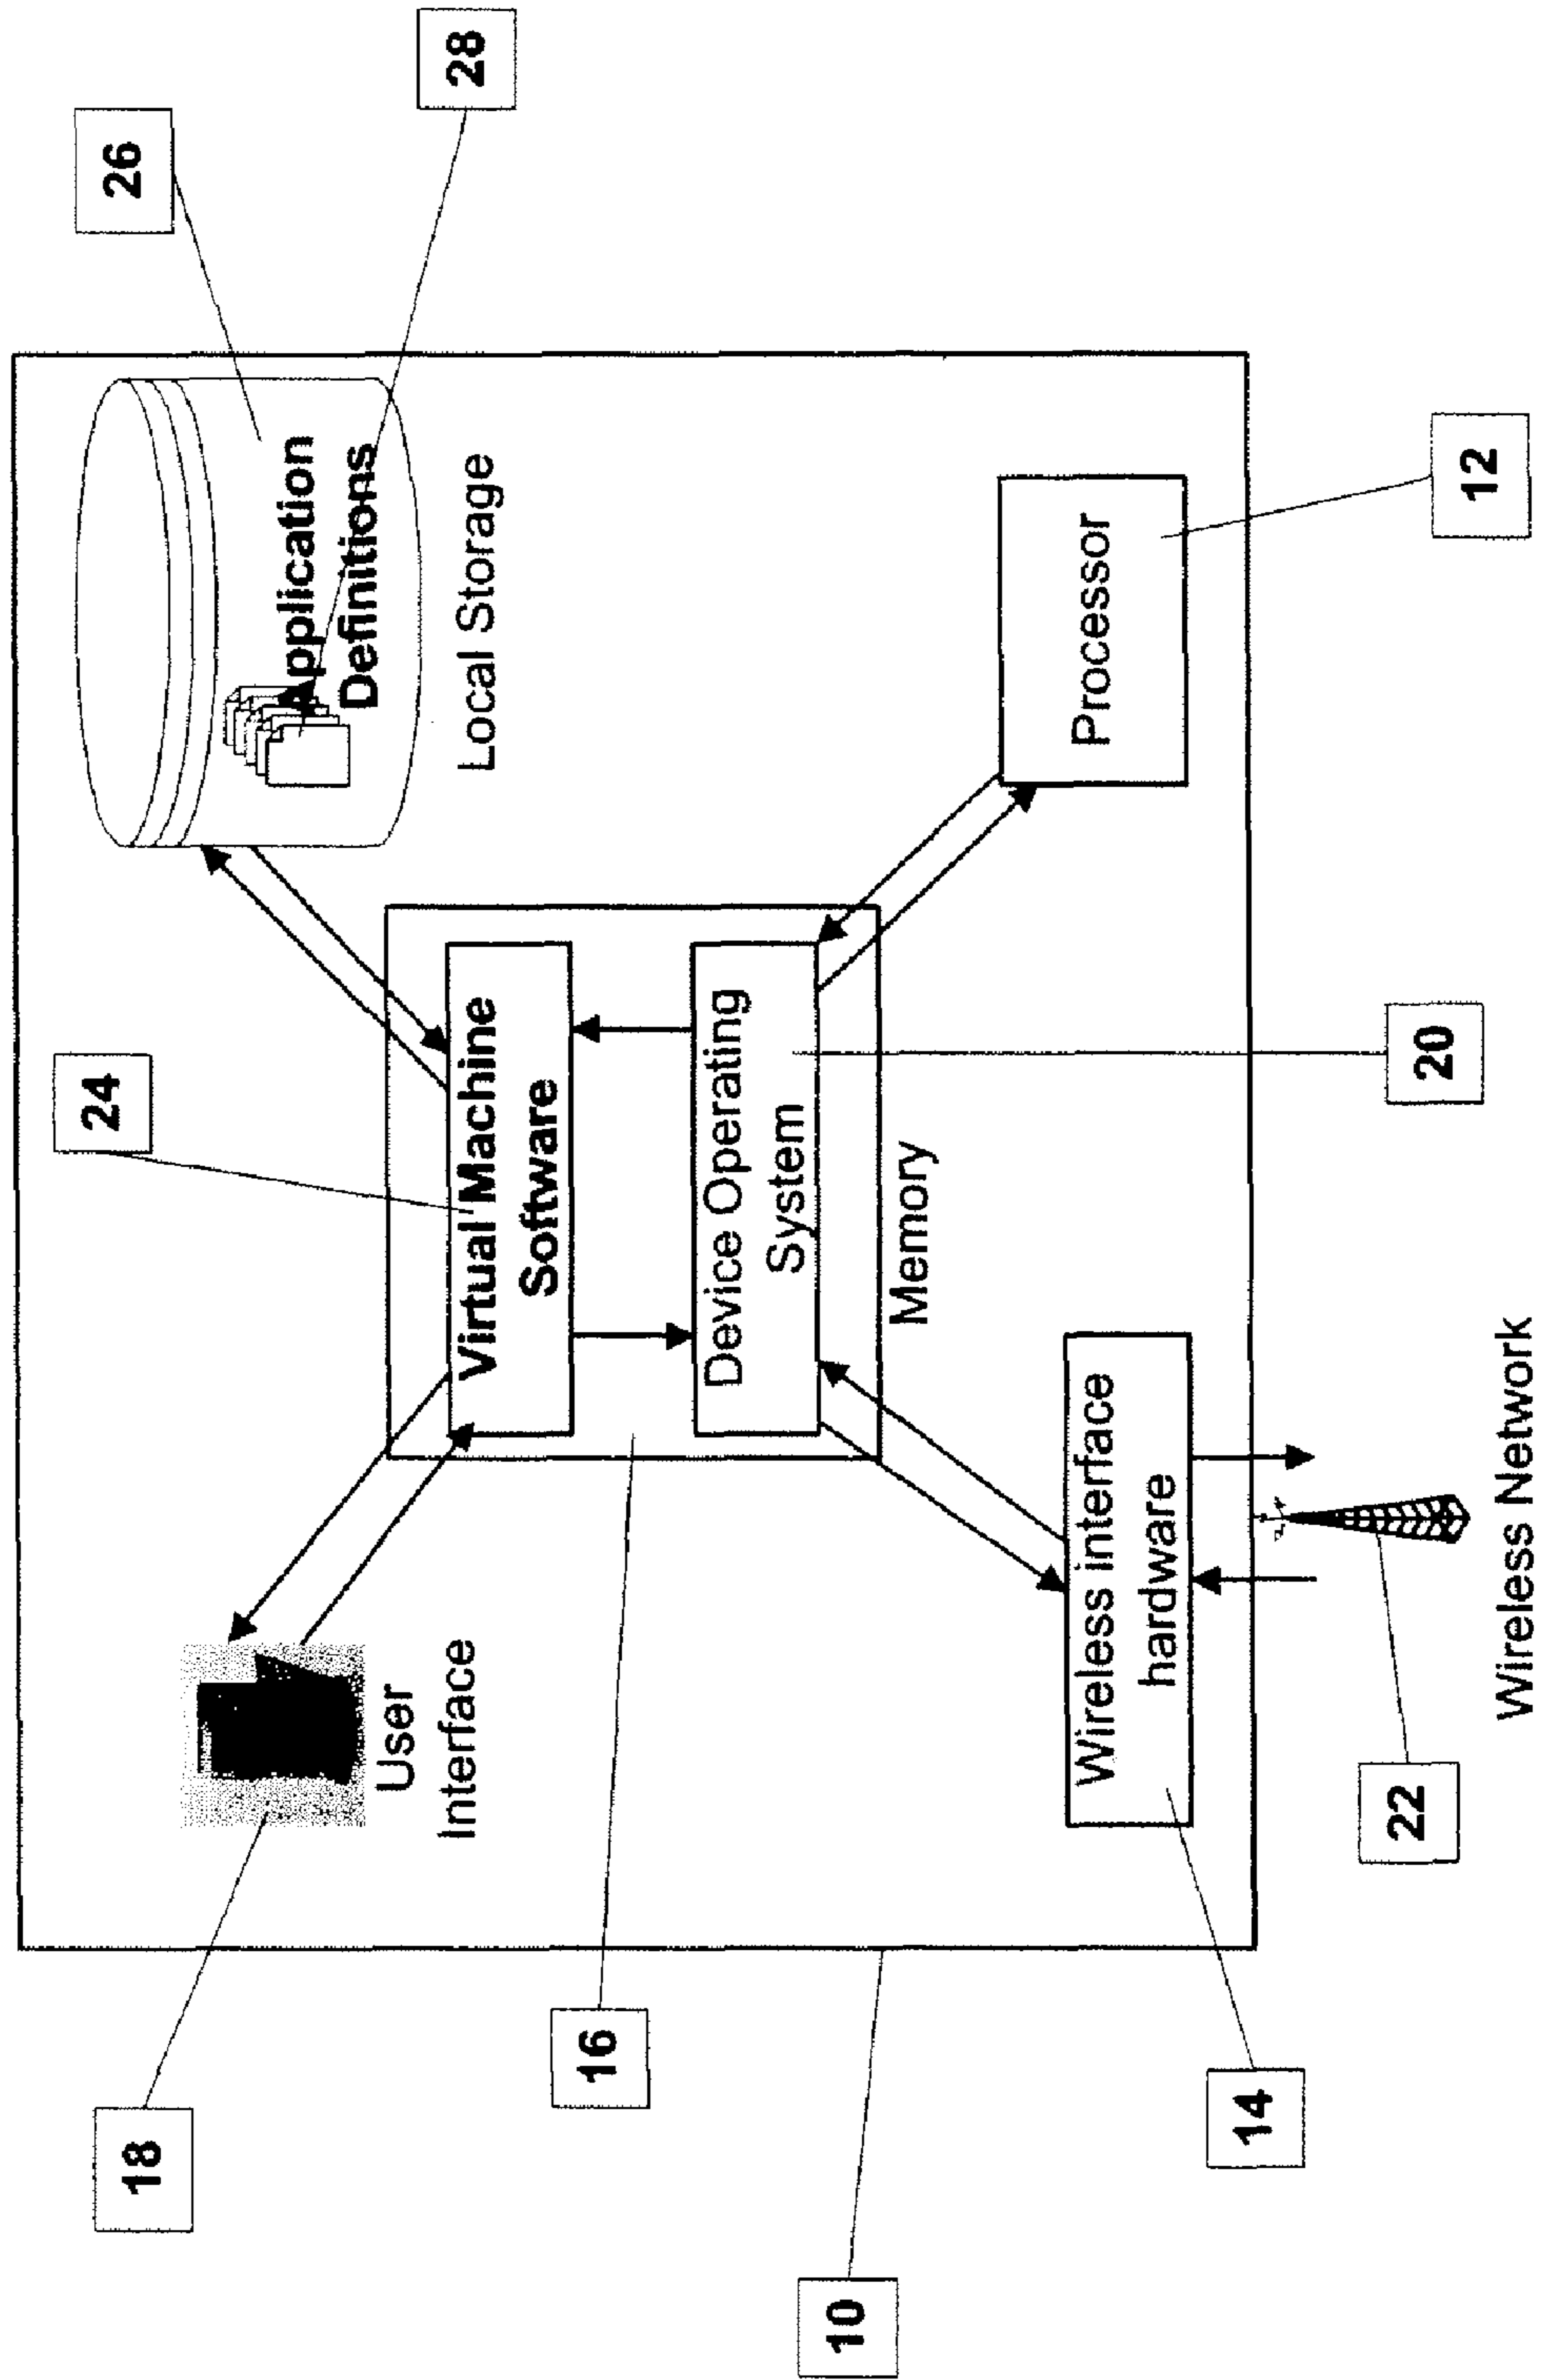 26
28
24
18
Application
Definitions
User
Interface
Local Storage
Virtual Machine
Software
Device Operating
System
Memory
16
10
Wireless interface
hardware
Processor
14
22
20
12
Wireless Network